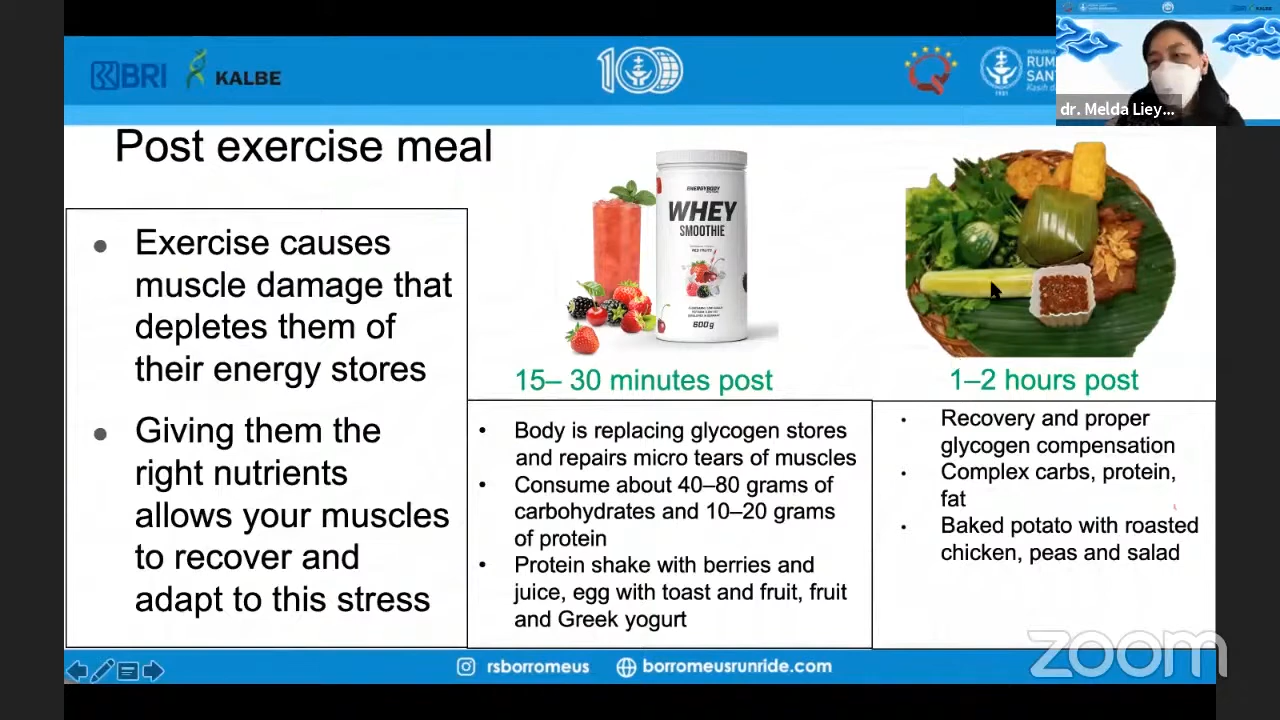 BRI
KALBE
100
RUM
SANT
Kasih da
dr. Melda Liey...
Post exercise meal
Exercise causes
muscle damage that
depletes them of
their energy stores
Giving them the
right nutrients
allows your muscles
to recover and
adapt to this stress
WHEY
SMOOTHIE
600g
15– 30 minutes post
Body is replacing glycogen stores
and repairs micro tears of muscles
Consume about 40–80 grams of
carbohydrates and 10–20 grams
of protein
Protein shake with berries and
juice, egg with toast and fruit, fruit
and Greek yogurt
1–2 hours post
Recovery and proper
glycogen compensation
Complex carbs, protein,
fat
Baked potato with roasted
chicken, peas and salad
rsborromeus
borromeusrunride.com
zoom